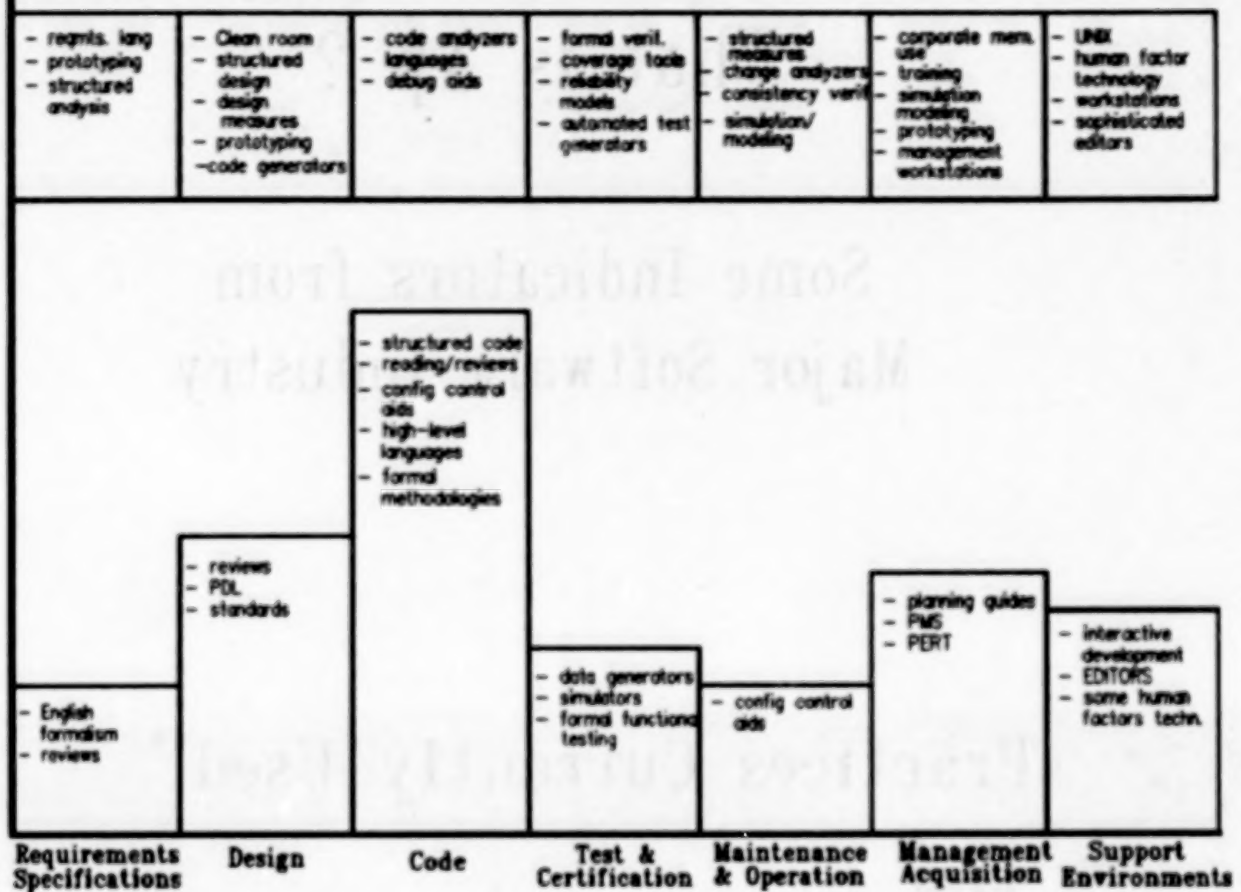 - reqmls. lang
- prototyping
- structured
analysis
- Clean room
- structured
design
- design
measures
- prototyping
-code generators
- code analyzers
- languages
- debug aids
- formal veril.
- coverage tools
- reliability
models
- automated test
generators
- structured
measures
- change analyzers
- consistency verif
- simulation/
modeling
- corporate mem.
use
- training
- simulation
modeling
- prototyping
- management
workstations
- UNIX
- human factor
technology
- workstations
- sophisticated
editors
Some Indicators from
Major Software Industry
- structured code
- reading/reviews
- config control
aids
- high-level
languages
- formal
methodologies
- reviews
- PDL
- standards
- planning guides
- PMS
- PERT
- interactive
development
- EDITORS
- some human
factors techn.
- data generators
- simulators
- formal functiona
testing
- config control
aids
- English
formalism
- reviews
"Practices Currently Used"
Requirements
Specifications
Design
Code
Test &
Certification
Maintenance
& Operation
Management
Acquisition
Support
Environments